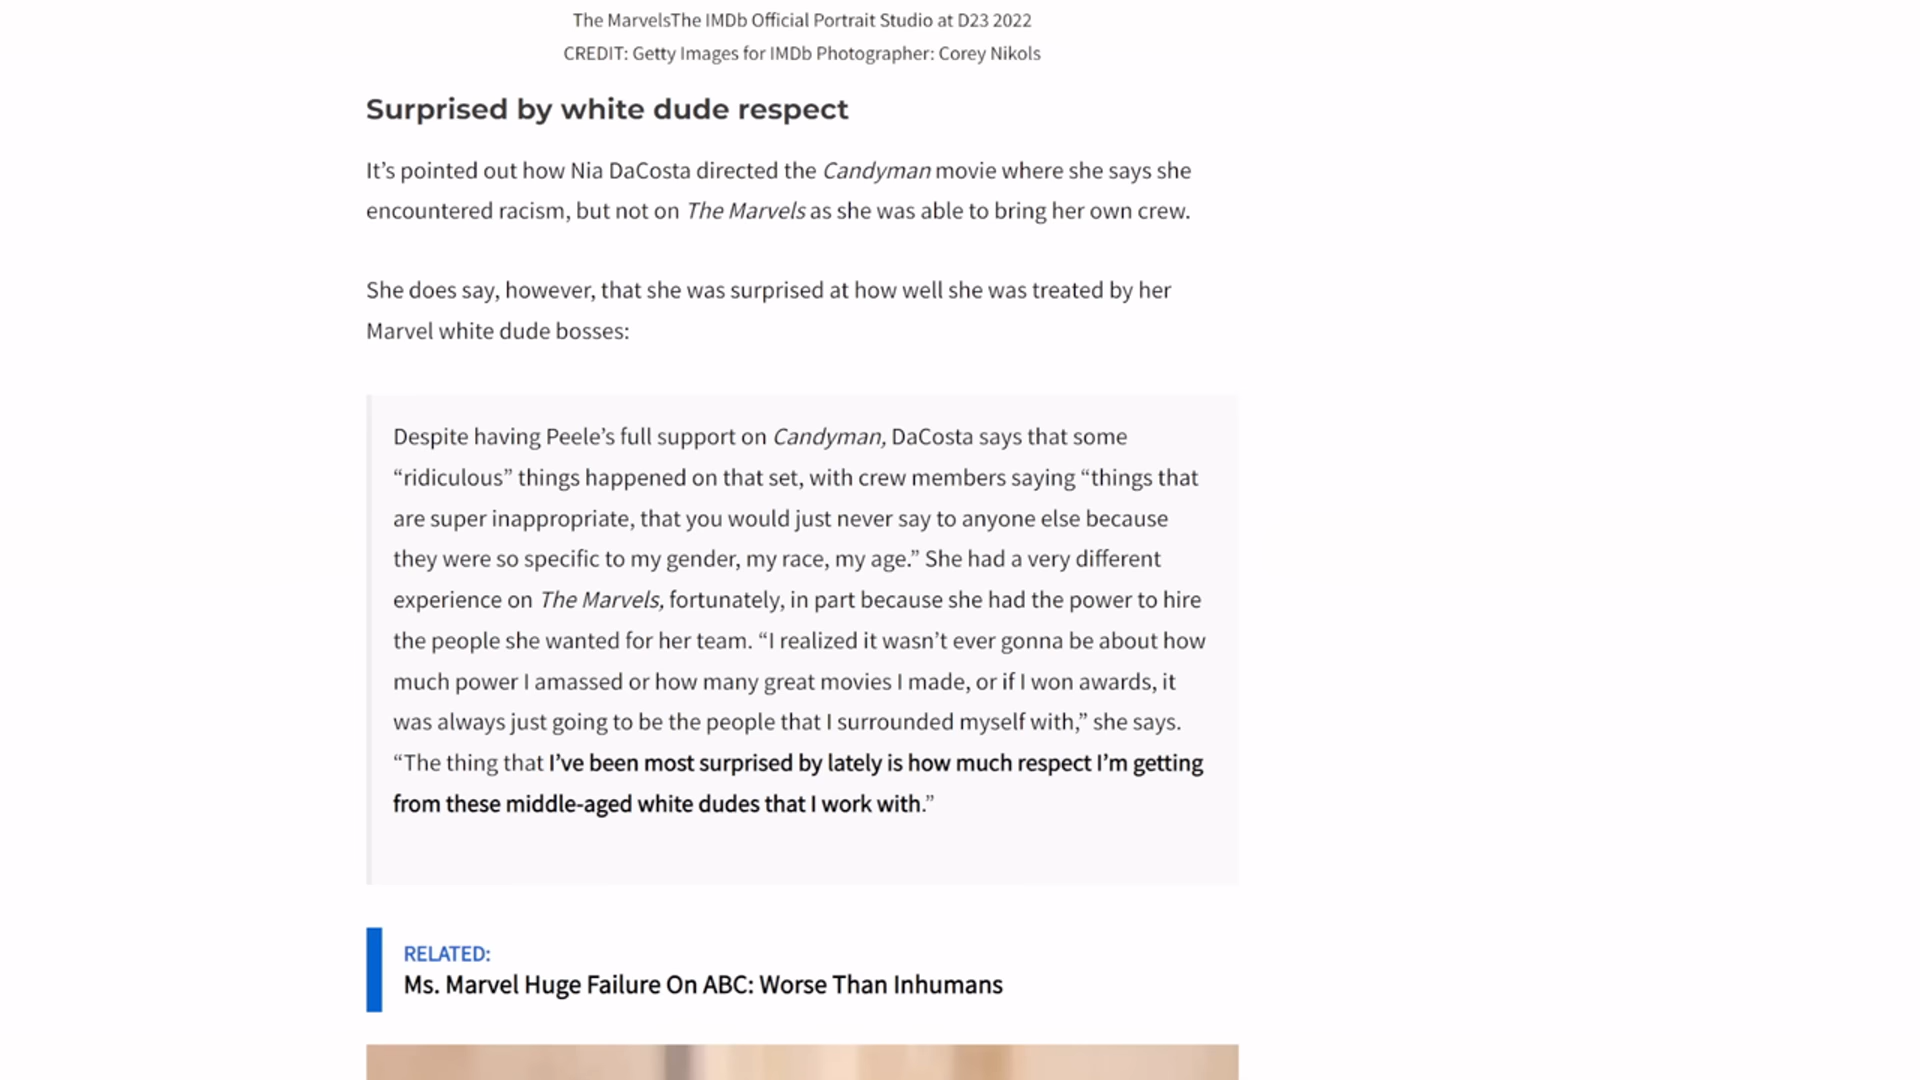 The MarvelsThe IMDb Official Portrait Studio at D23 2022
CREDIT: Getty Images for IMDb Photographer: Corey Nikols
Surprised by white dude respect
It’s pointed out how Nia DaCosta directed the Candyman movie where she says she
encountered racism, but not on The Marvels as she was able to bring her own crew.
She does say, however, that she was surprised at how well she was treated by her
Marvel white dude bosses:
Despite having Peele’s full support on Candyman, DaCosta says that some
“ridiculous” things happened on that set, with crew members saying “things that
are super inappropriate, that you would just never say to anyone else because
they were so specific to my gender, my race, my age.” She had a very different
experience on The Marvels, fortunately, in part because she had the power to hire
the people she wanted for her team. “I realized it wasn’t ever gonna be about how
much power I amassed or how many great movies I made, or if I won awards, it
was always just going to be the people that I surrounded myself with,” she says.
“The thing that I’ve been most surprised by lately is how much respect I’m getting
from these middle-aged white dudes that I work with.”
RELATED:
Ms. Marvel Huge Failure On ABC: Worse Than Inhumans